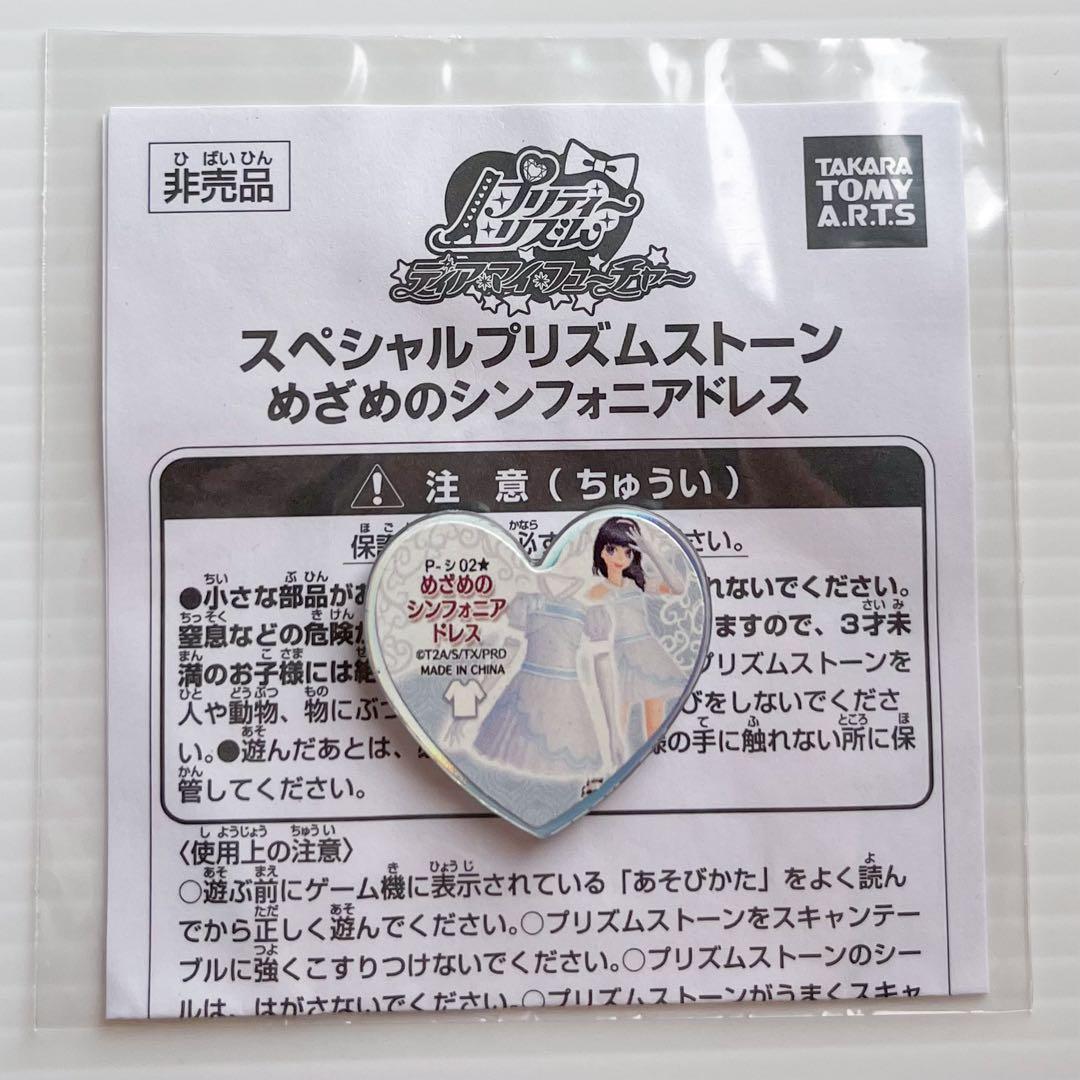 非売品
ひ ばい ひん
プリティーリズム
ディア・マイ・フューチャー
TAKARA
TOMY
A.R.T.S
スペシャルプリズムストーン
めざめのシンフォニアドレス
注意(ちゅうい)
必ず
さい。
●小さな部品が
れないでください。
窒息などの危険
ますので、3才未
満のお子様には絶
プリズムストーンを
人や動物、物にぶつ
びをしないでくださ
い。●遊んだあとは、
様の手に触れない所に保
管してください。
P-シ02★
めざめの
シンフォニア
ドレス
©T2A/S/TX/PRD
MADE IN CHINA
〈使用上の注意〉
○遊ぶ前にゲーム機に表示されている「あそびかた」をよく読ん
でから正しく遊んでください。○プリズムストーンをスキャンテー
ブルに強くこすりつけないでください。○プリズムストーンのシー
ルは、はがさないでください。○プリズムストーンがうまくスキャ